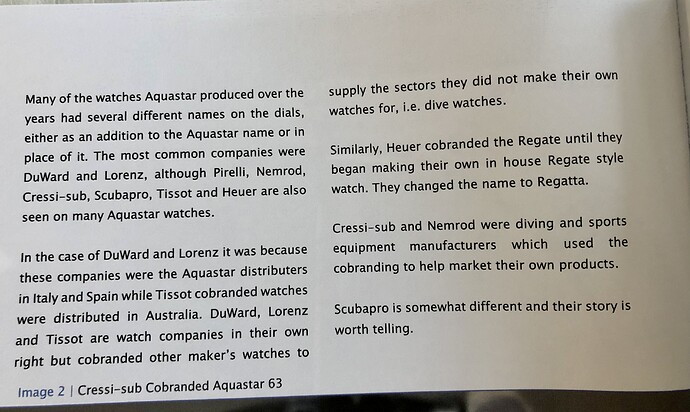 Many of the watches Aquastar produced over the
years had several different names on the dials,
either as an addition to the Aquastar name or in
place of it. The most common companies were
DuWard and Lorenz, although Pirelli, Nemrod,
Cressi-sub, Scubapro, Tissot and Heuer are also
seen on many Aquastar watches.
In the case of DuWard and Lorenz it was because
these companies were the Aquastar distributers
in Italy and Spain while Tissot cobranded watches
were distributed in Australia. DuWard, Lorenz
and Tissot are watch companies in their own
right but cobranded other maker's watches to
supply the sectors they did not make their own
watches for, i.e. dive watches.
Similarly, Heuer cobranded the Regate until they
began making their own in house Regate style
watch. They changed the name to Regatta.
Cressi-sub and Nemrod were diving and sports
equipment manufacturers which used the
cobranding to help market their own products.
Scubapro is somewhat different and their story is
worth telling.
Image 2 | Cressi-sub Cobranded Aquastar 63